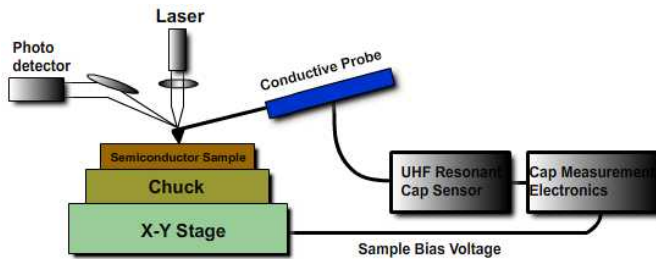 Laser
Photo
detector
Conductive Probe
Semiconductor Sample
Chuck
X-Y Stage
UHF Resonant
Cap Sensor
Cap Measurement
Electronics
Sample Bias Voltage